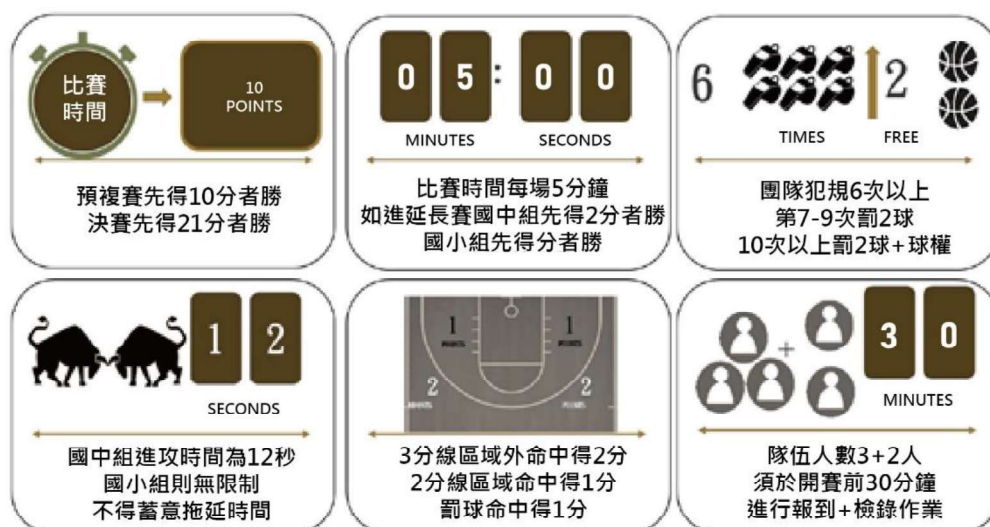 比賽
時間
10
POINTS
預複賽先得10分者勝
決賽先得21分者勝
05:00
MINUTES SECONDS
比賽時間每場5分鐘
如進延長賽國中組先得2分者勝
國小組先得分者勝
6 2
TIMES FREE
團隊犯規6次以上
第7-9次罰2球
10次以上罰2球+球權
12
SECONDS
國中組進攻時間為12秒
國小組則無限制
不得蓄意拖延時間
1 1
POINTS POINTS
2 2
POINTS POINTS
3分線區域外命中得2分
2分線區域命中得1分
罰球命中得1分
+ 30
MINUTES
隊伍人數3+2人
須於開賽前30分鐘
進行報到+檢錄作業